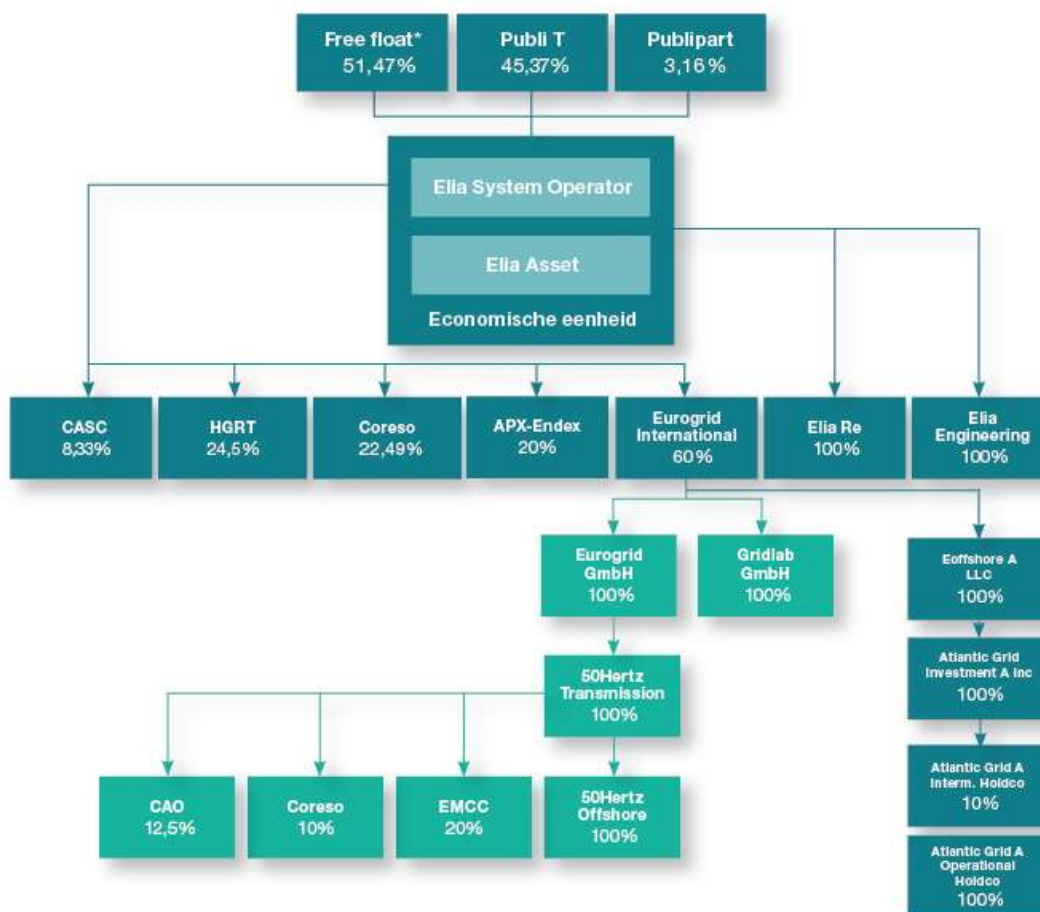 Free float*
51,47%
Publi T
45,37%
Publipart
3,16%
Elia System Operator
Elia Asset
Economische eenheid
CASC
8,33%
HGRT
24,5%
Coreso
22,49%
APX-Endex
20%
Eurogrid
International
60%
Elia Re
100%
Elia
Engineering
100%
Eurogrid
GmbH
100%
Gridlab
GmbH
100%
Eoffshore A
LLC
100%
50Hertz
Transmission
100%
Atlantic Grid
Investment A Inc
100%
CAO
12,5%
Coreso
10%
EMCC
20%
50Hertz
Offshore
100%
Atlantic Grid A
Interm. Holdco
10%
Atlantic Grid A
Operational
Holdco
100%